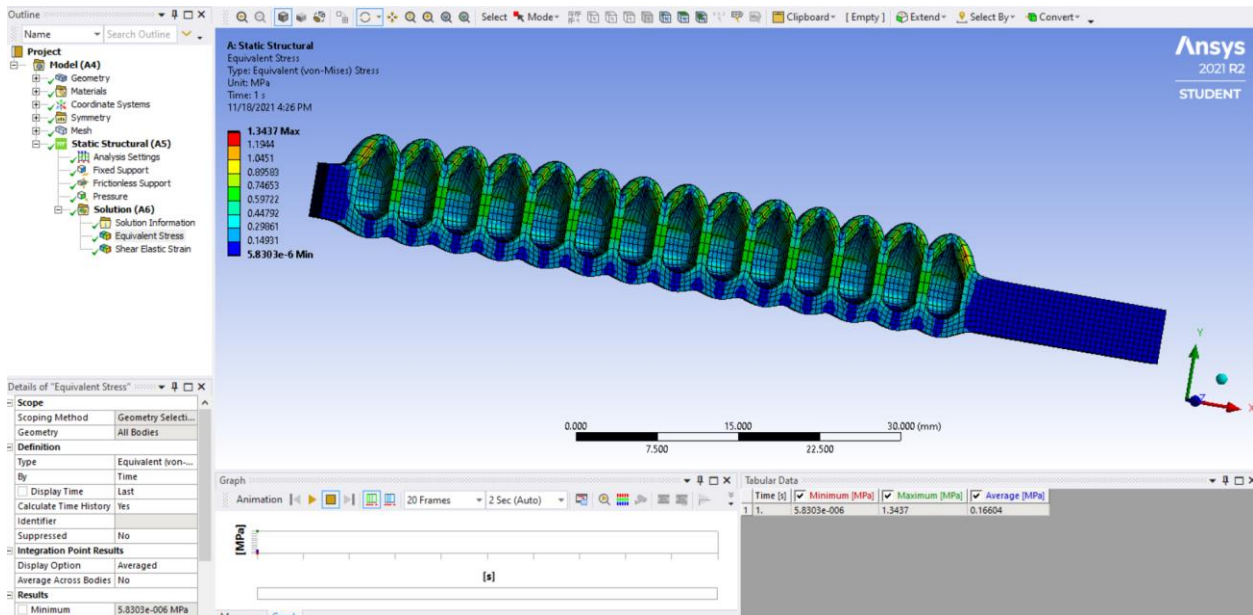 Outline
Name
Search Outline
Project
Model (A4)
Geometry
Materials
Coordinate Systems
Symmetry
Mesh
Static Structural (A5)
Analysis Settings
Fixed Support
Frictionless Support
Pressure
Solution (A6)
Solution Information
Equivalent Stress
Shear Elastic Strain
Select Mode Clipboard [ Empty ] Extend Select By Convert
A: Static Structural
Equivalent Stress
Type: Equivalent (von-Mises) Stress
Unit: MPa
Time: 1 s
11/18/2021 4:26 PM
1.3437 Max
1.1944
1.0451
0.89583
0.74653
0.59722
0.44792
0.29861
0.14931
5.8303e-6 Min
Ansys
2021 R2
STUDENT
Y
Z
X
0.000 15.000 30.000 (mm)
7.500 22.500
Details of "Equivalent Stress"
Scope
Scoping Method Geometry Selecti...
Geometry All Bodies
Definition
Type Equivalent (von-...
By Time
Display Time Last
Calculate Time History Yes
Identifier
Suppressed No
Integration Point Results
Display Option Averaged
Average Across Bodies No
Results
Minimum 5.8303e-006 MPa
Graph
Animation 20 Frames 2 Sec (Auto)
[MPa]
[s]
Tabular Data
Time [s] Minimum [MPa] Maximum [MPa] Average [MPa]
1 1. 5.8303e-006 1.3437 0.16604